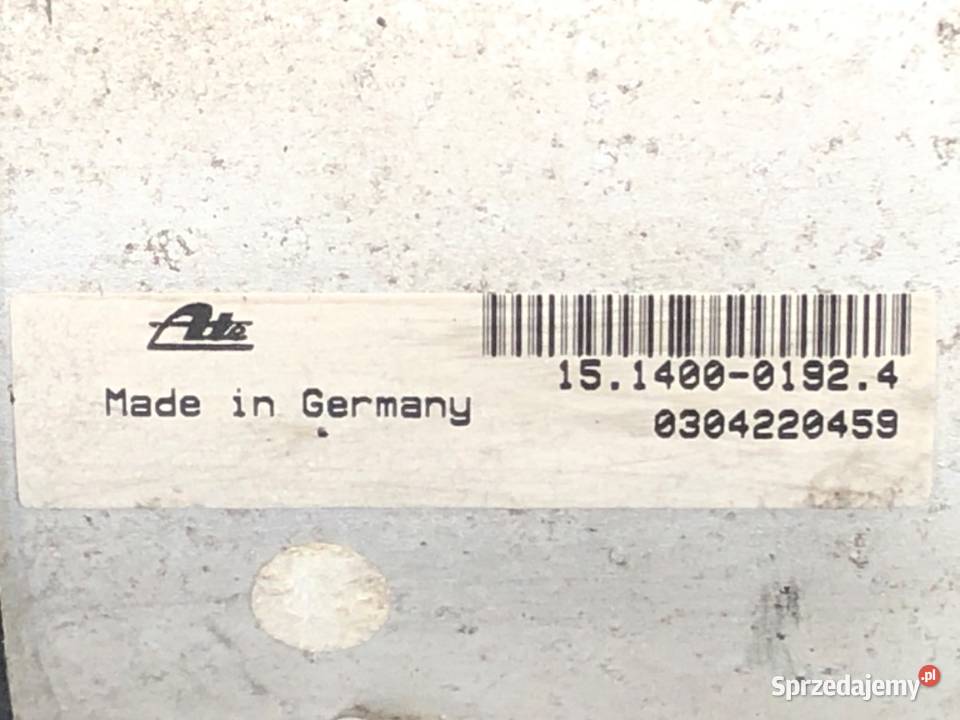 Ate
15.1400-0192.4
Made in Germany
0304220459
Sprzedajemy.pl